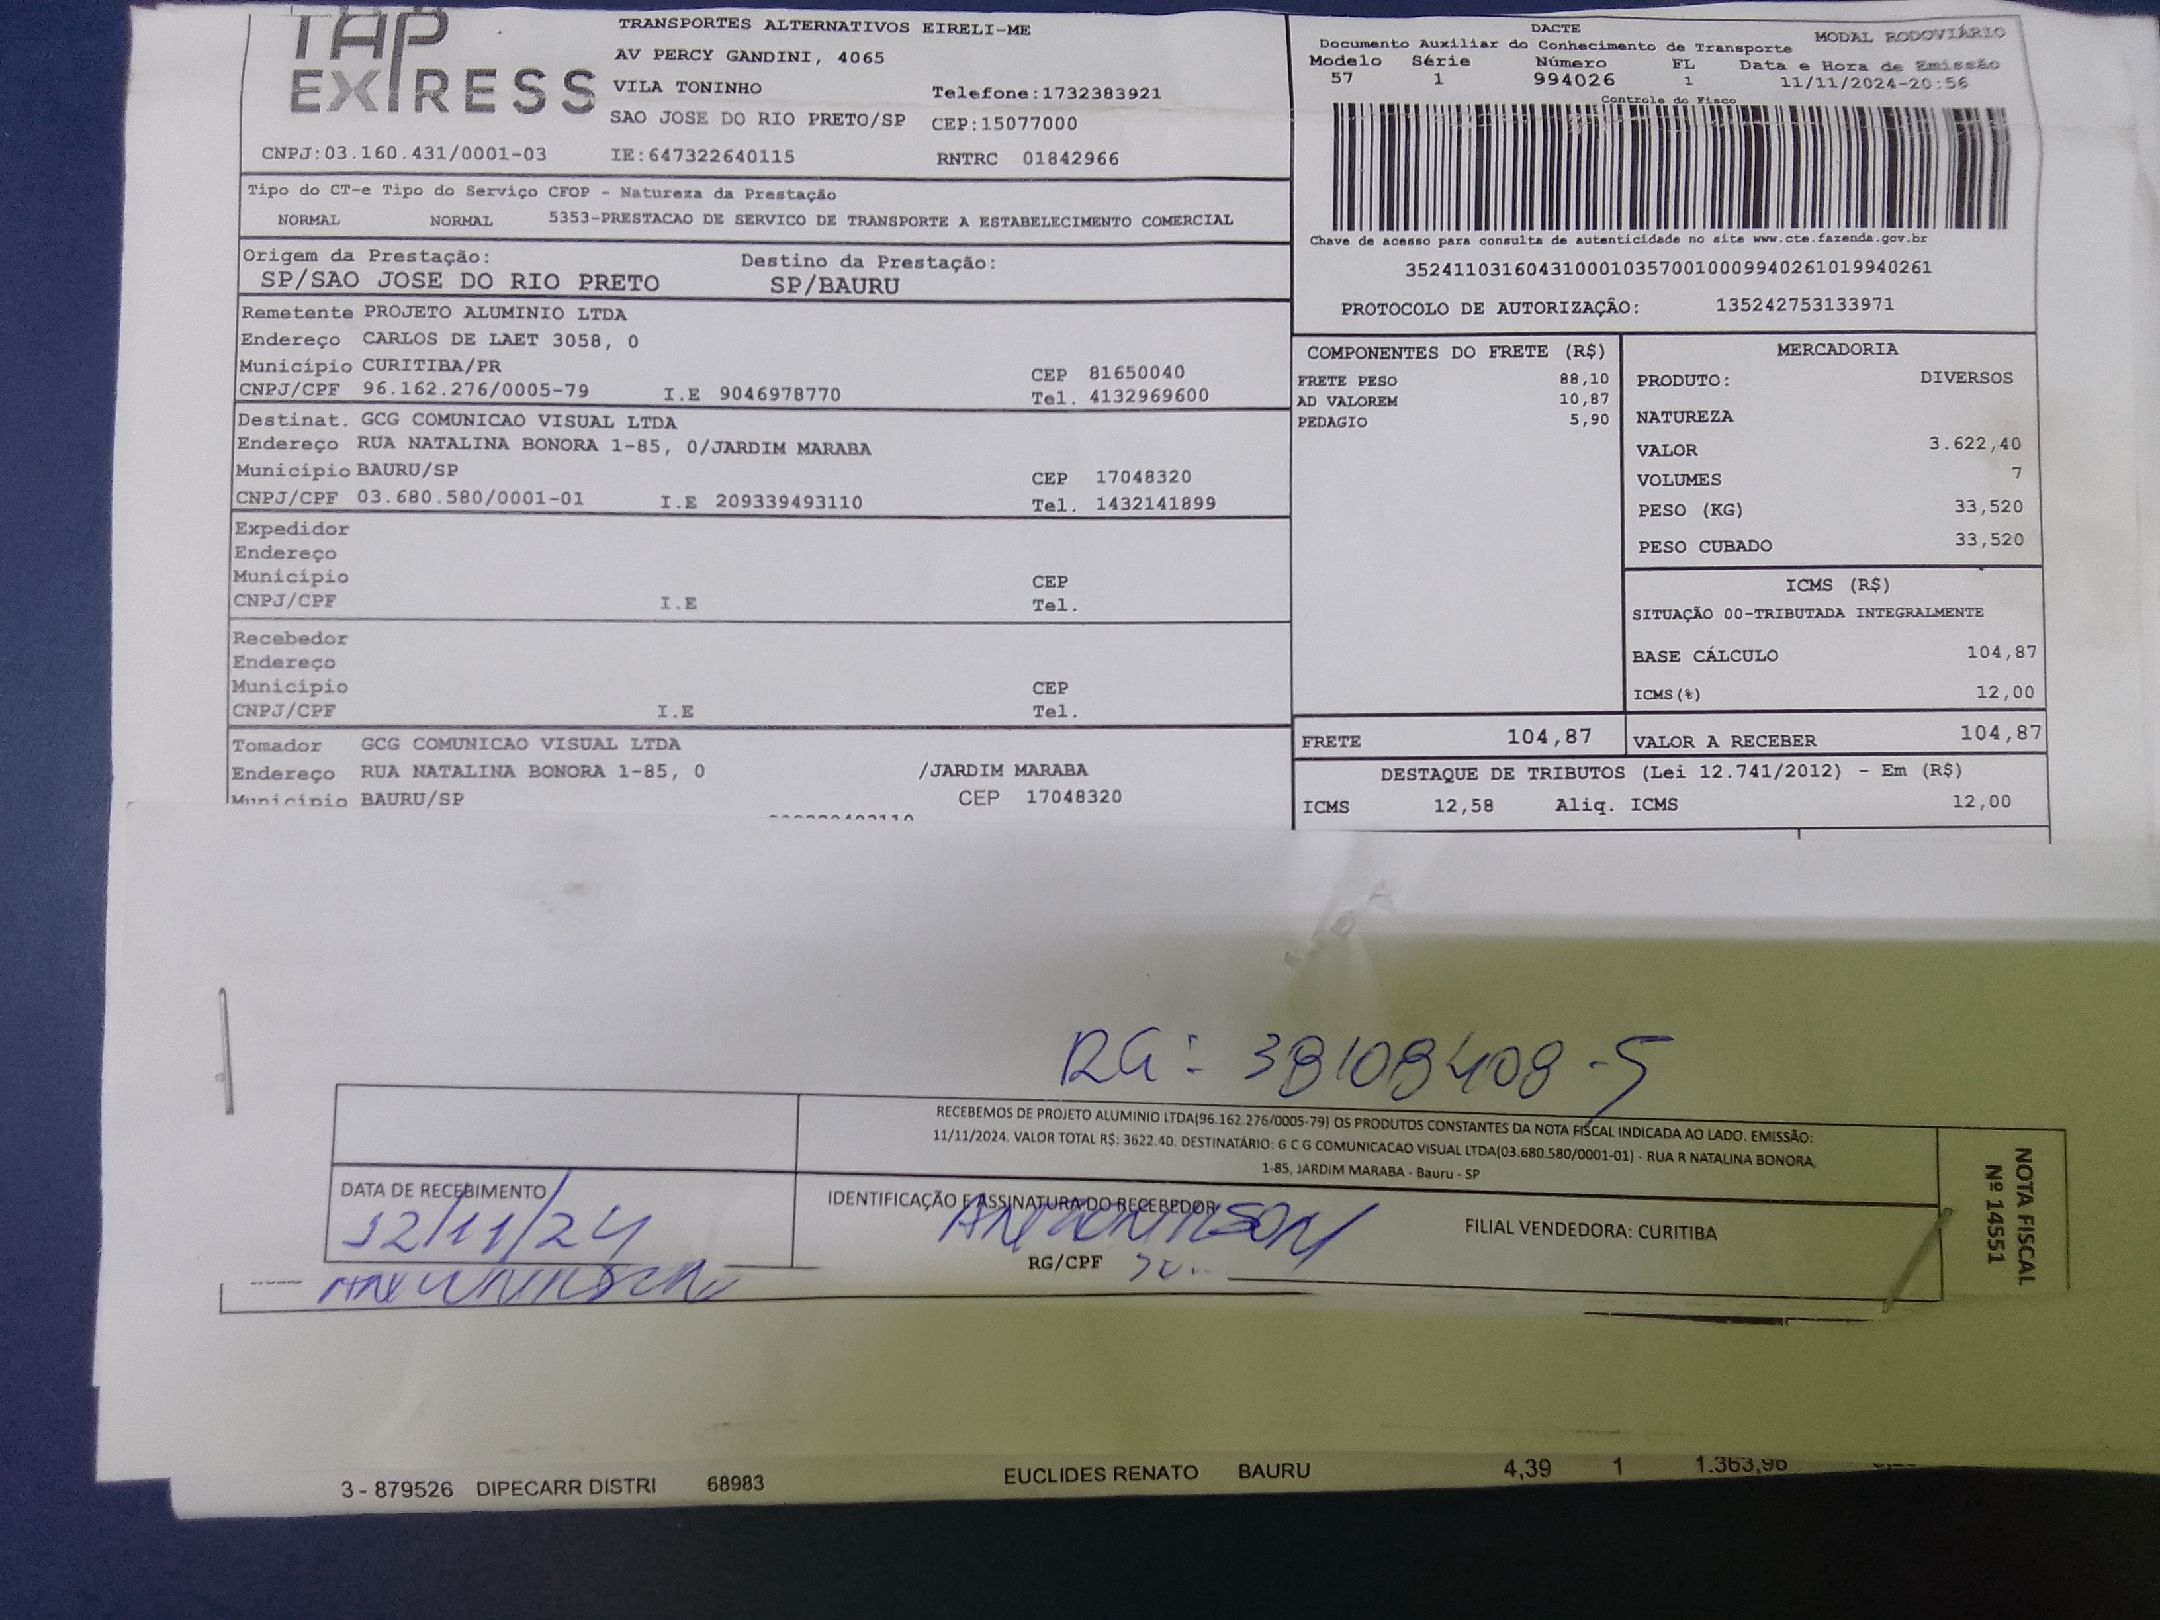 TAP EXPRESS
TRANSPORTES ALTERNATIVOS EIRELI-ME
AV PERCY GANDINI, 4065
VILA TONINHO Telefone:1732383921
SAO JOSE DO RIO PRETO/SP CEP:15077000
CNPJ:03.160.431/0001-03 IE:647322640115 RNTRC 01842966
DACTE
Documento Auxiliar do Conhecimento de Transporte MODAL RODOVIÁRIO
Modelo Série Número FL Data e Hora de Emissão
57 1 994026 1 11/11/2024-20:56
Controle do Fisco
Chave de acesso para consulta de autenticidade no site www.cte.fazenda.gov.br
35241103160431000103570010009940261019940261
PROTOCOLO DE AUTORIZAÇÃO: 135242753133971
Tipo do CT-e Tipo do Serviço CFOP - Natureza da Prestação
NORMAL NORMAL 5353-PRESTACAO DE SERVICO DE TRANSPORTE A ESTABELECIMENTO COMERCIAL
Origem da Prestação: Destino da Prestação:
SP/SAO JOSE DO RIO PRETO SP/BAURU
Remetente PROJETO ALUMINIO LTDA
Endereço CARLOS DE LAET 3058, 0
Município CURITIBA/PR CEP 81650040
CNPJ/CPF 96.162.276/0005-79 I.E 9046978770 Tel. 4132969600
Destinat. GCG COMUNICAO VISUAL LTDA
Endereço RUA NATALINA BONORA 1-85, 0/JARDIM MARABA
Município BAURU/SP CEP 17048320
CNPJ/CPF 03.680.580/0001-01 I.E 209339493110 Tel. 1432141899
Expedidor
Endereço
Município CEP
CNPJ/CPF I.E Tel.
Recebedor
Endereço
Município CEP
CNPJ/CPF I.E Tel.
Tomador GCG COMUNICAO VISUAL LTDA
Endereço RUA NATALINA BONORA 1-85, 0 /JARDIM MARABA
Município BAURU/SP CEP 17048320
COMPONENTES DO FRETE (R$)
FRETE PESO 88,10
AD VALOREM 10,87
PEDAGIO 5,90
FRETE 104,87
MERCADORIA
PRODUTO: DIVERSOS
NATUREZA
VALOR 3.622,40
VOLUMES 7
PESO (KG) 33,520
PESO CUBADO 33,520
ICMS (R$)
SITUAÇÃO 00-TRIBUTADA INTEGRALMENTE
BASE CÁLCULO 104,87
ICMS(%) 12,00
VALOR A RECEBER 104,87
DESTAQUE DE TRIBUTOS (Lei 12.741/2012) - Em (R$)
ICMS 12,58 Aliq. ICMS 12,00
RG: 38108408-5
RECEBEMOS DE PROJETO ALUMINIO LTDA(96.162.276/0005-79) OS PRODUTOS CONSTANTES DA NOTA FISCAL INDICADA AO LADO. EMISSÃO:
11/11/2024. VALOR TOTAL R$: 3622.40. DESTINATÁRIO: G C G COMUNICACAO VISUAL LTDA(03.680.580/0001-01) - RUA R NATALINA BONORA,
1-85, JARDIM MARABA - Bauru - SP
DATA DE RECEBIMENTO
12/11/24
IDENTIFICAÇÃO E ASSINATURA DO RECEBEDOR
RG/CPF
FILIAL VENDEDORA: CURITIBA
NOTA FISCAL
Nº 14551
3 - 879526 DIPECARR DISTRI 68983 EUCLIDES RENATO BAURU 4,39 1 1.363,96